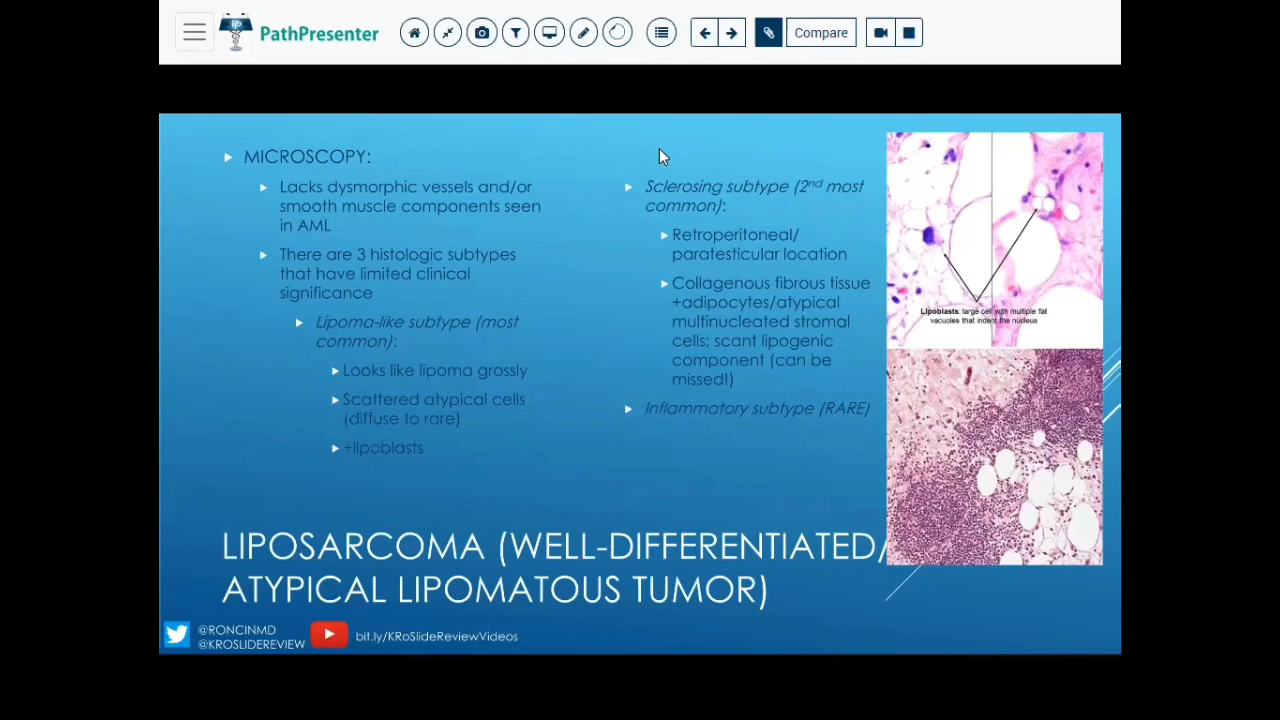 PathPresenter
Compare
MICROSCOPY:
Lacks dysmorphic vessels and/or
smooth muscle components seen
in AML
There are 3 histologic subtypes
that have limited clinical
significance
Lipoma-like subtype (most
common):
Looks like lipoma grossly
Scattered atypical cells
(diffuse to rare)
+lipoblasts
Sclerosing subtype (2nd most
common):
Retroperitoneal/
paratesticular location
Collagenous fibrous tissue
+adipocytes/atypical
multinucleated stromal
cells; scant lipogenic
component (can be
missed!)
Inflammatory subtype (RARE)
Lipoblasts: large cell with multiple fat
vacuoles that indent the nucleus
LIPOSARCOMA (WELL-DIFFERENTIATED/
ATYPICAL LIPOMATOUS TUMOR)
@RONCINMD
@KROSLIDEREVIEW
bit.ly/KRoSlideReviewVideos